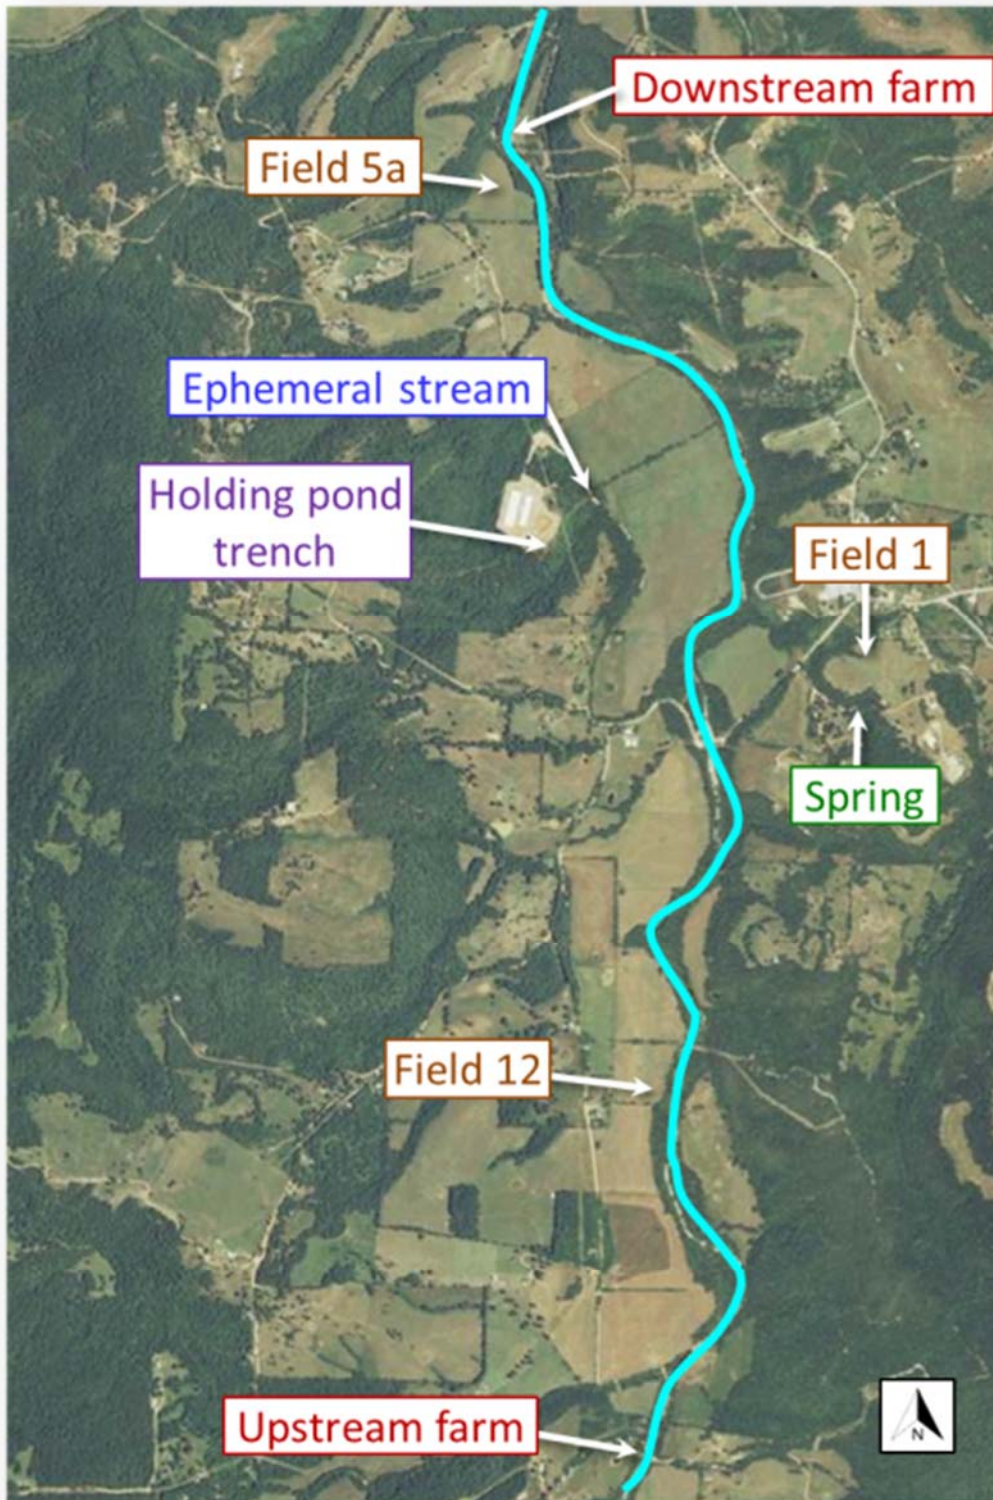 Downstream farm
Field 5a
Ephemeral stream
Holding pond
trench
Field 1
Spring
Field 12
Upstream farm
N